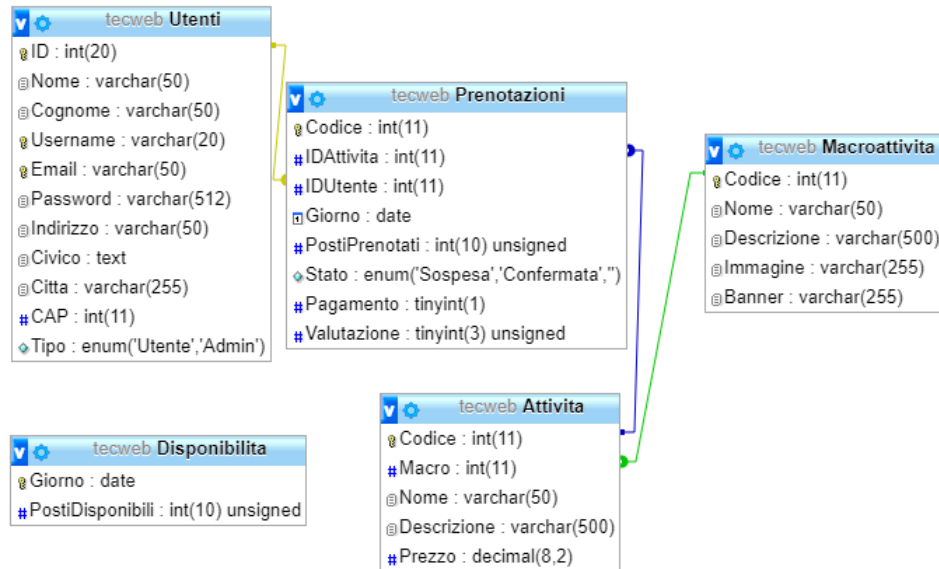 tecweb Utenti
ID : int(20)
Nome : varchar(50)
Cognome : varchar(50)
Username : varchar(20)
Email : varchar(50)
Password : varchar(512)
Indirizzo : varchar(50)
Civico : text
Citta : varchar(255)
CAP : int(11)
Tipo : enum('Utente','Admin')
tecweb Prenotazioni
Codice : int(11)
IDAttivita : int(11)
IDUtente : int(11)
Giorno : date
PostiPrenotati : int(10) unsigned
Stato : enum('Sospesa','Confermata','')
Pagamento : tinyint(1)
Valutazione : tinyint(3) unsigned
tecweb Macroattivita
Codice : int(11)
Nome : varchar(50)
Descrizione : varchar(500)
Immagine : varchar(255)
Banner : varchar(255)
tecweb Disponibilita
Giorno : date
PostiDisponibili : int(10) unsigned
tecweb Attivita
Codice : int(11)
Macro : int(11)
Nome : varchar(50)
Descrizione : varchar(500)
Prezzo : decimal(8,2)